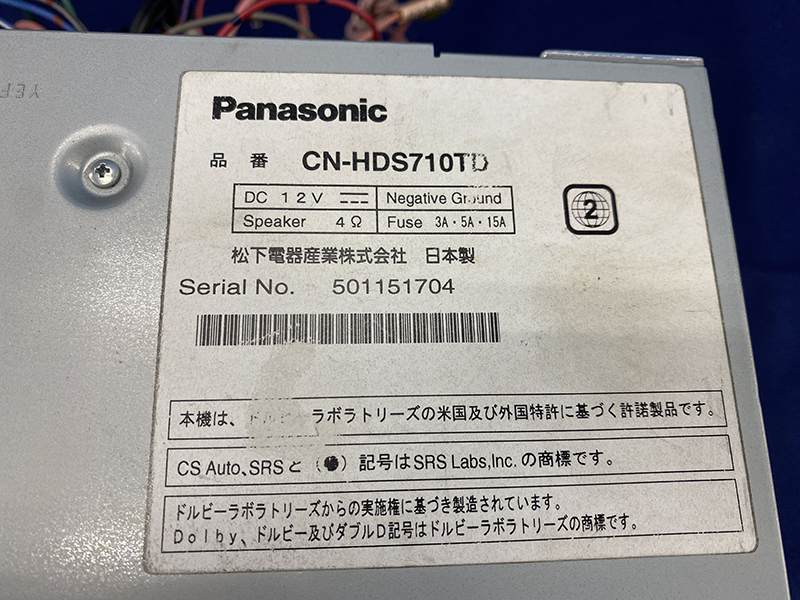 Panasonic
品 番 CN-HDS710TD
DC 12V Negative Ground
Speaker 4Ω Fuse 3A・5A・15A
2
松下電器産業株式会社 日本製
Serial No. 501151704
本機は、ドルビーラボラトリーズの米国及び外国特許に基づく許諾製品です。
CS Auto、SRSと(●)記号はSRS Labs,Inc.の商標です。
ドルビーラボラトリーズからの実施権に基づき製造されています。
Dolby、ドルビー及びダブルD記号はドルビーラボラトリーズの商標です。